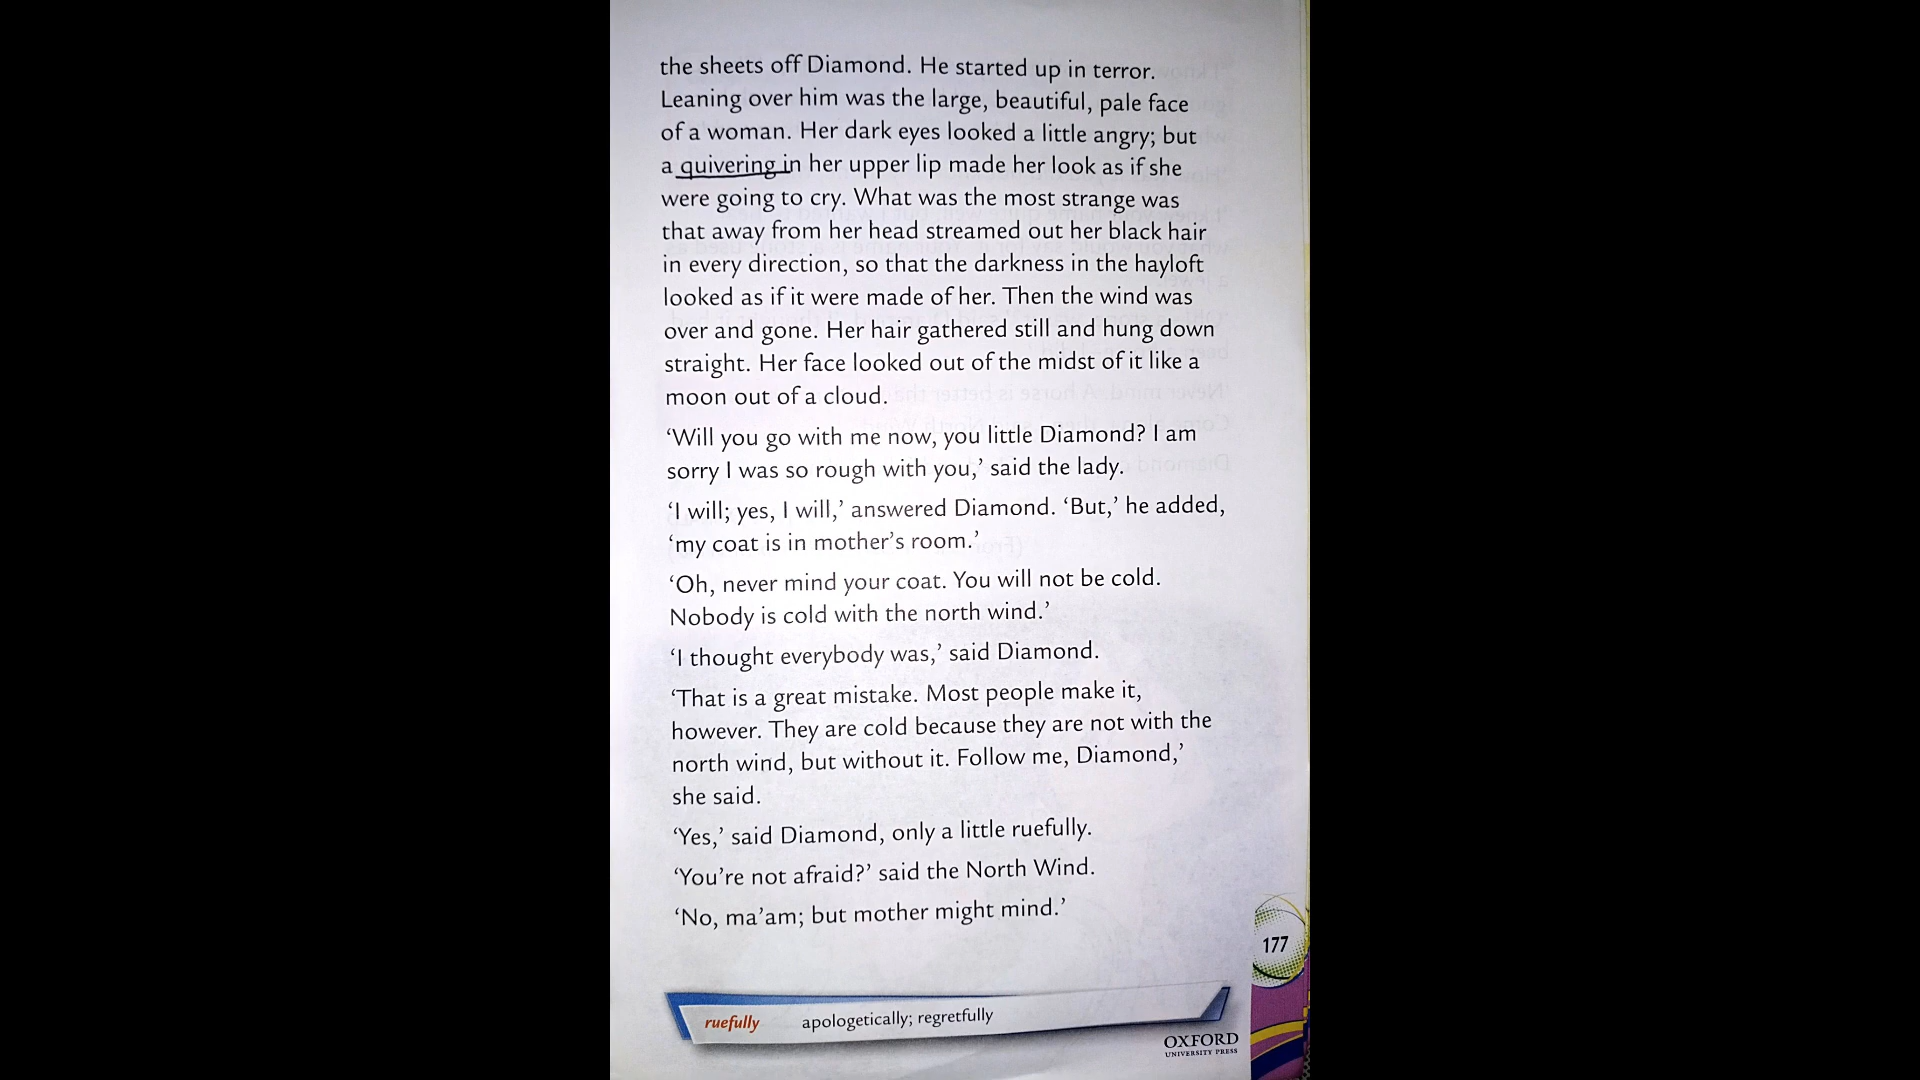 the sheets off Diamond. He started up in terror.
Leaning over him was the large, beautiful, pale face
of a woman. Her dark eyes looked a little angry; but
a quivering in her upper lip made her look as if she
were going to cry. What was the most strange was
that away from her head streamed out her black hair
in every direction, so that the darkness in the hayloft
looked as if it were made of her. Then the wind was
over and gone. Her hair gathered still and hung down
straight. Her face looked out of the midst of it like a
moon out of a cloud.
‘Will you go with me now, you little Diamond? I am
sorry I was so rough with you,’ said the lady.
‘I will; yes, I will,’ answered Diamond. ‘But,’ he added,
‘my coat is in mother’s room.’
‘Oh, never mind your coat. You will not be cold.
Nobody is cold with the north wind.’
‘I thought everybody was,’ said Diamond.
‘That is a great mistake. Most people make it,
however. They are cold because they are not with the
north wind, but without it. Follow me, Diamond,’
she said.
‘Yes,’ said Diamond, only a little ruefully.
‘You’re not afraid?’ said the North Wind.
‘No, ma’am; but mother might mind.’
177
ruefully apologetically; regretfully
OXFORD
UNIVERSITY PRESS